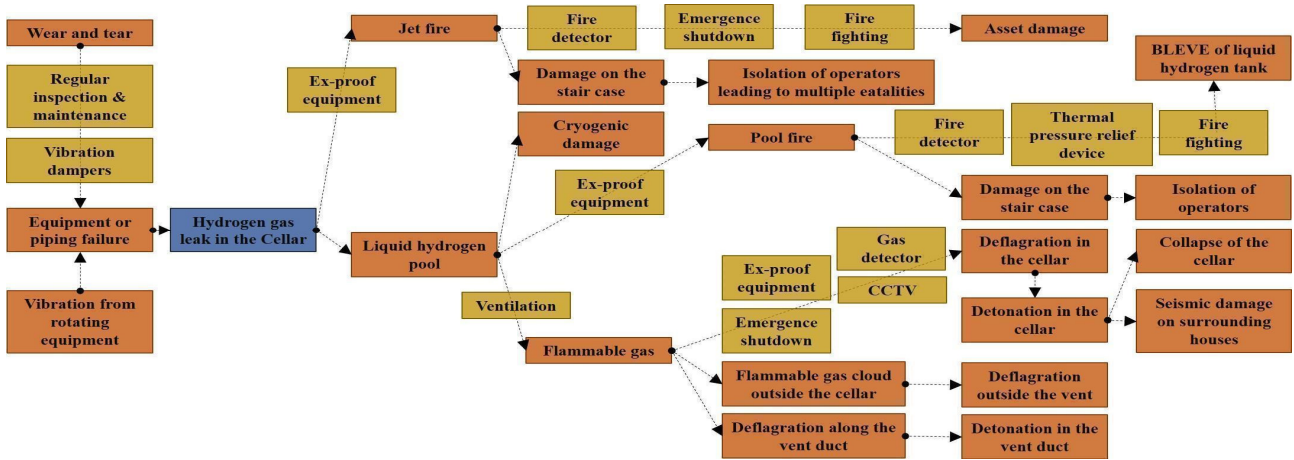 Wear and tear
Regular
inspection &
maintenance
Vibration
dampers
Equipment or
piping failure
Vibration from
rotating
equipment
Hydrogen gas
leak in the Cellar
Ex-proof
equipment
Jet fire
Fire
detector
Emergence
shutdown
Fire
fighting
Asset damage
Damage on the
stair case
Isolation of operators
leading to multiple eatalities
Liquid hydrogen
pool
Cryogenic
damage
Ex-proof
equipment
Pool fire
Fire
detector
Thermal
pressure relief
device
Fire
fighting
BLEVE of liquid
hydrogen tank
Damage on the
stair case
Isolation of
operators
Ventilation
Flammable gas
Ex-proof
equipment
Emergence
shutdown
Gas
detector
CCTV
Deflagration in
the cellar
Detonation in the
cellar
Collapse of the
cellar
Seismic damage
on surrounding
houses
Flammable gas cloud
outside the cellar
Deflagration
outside the vent
Deflagration along the
vent duct
Detonation in the
vent duct